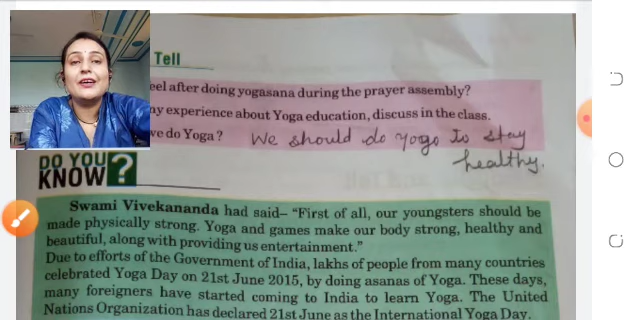 Tell
eel after doing yogasana during the prayer assembly?
ny experience about Yoga education, discuss in the class.
ve do Yoga? We should do yoga to stay
healthy.
DO YOU
KNOW?
Swami Vivekananda had said– “First of all, our youngsters should be
made physically strong. Yoga and games make our body strong, healthy and
beautiful, along with providing us entertainment.”
Due to efforts of the Government of India, lakhs of people from many countries
celebrated Yoga Day on 21st June 2015, by doing asanas of Yoga. These days,
many foreigners have started coming to India to learn Yoga. The United
Nations Organization has declared 21st June as the International Yoga Day.